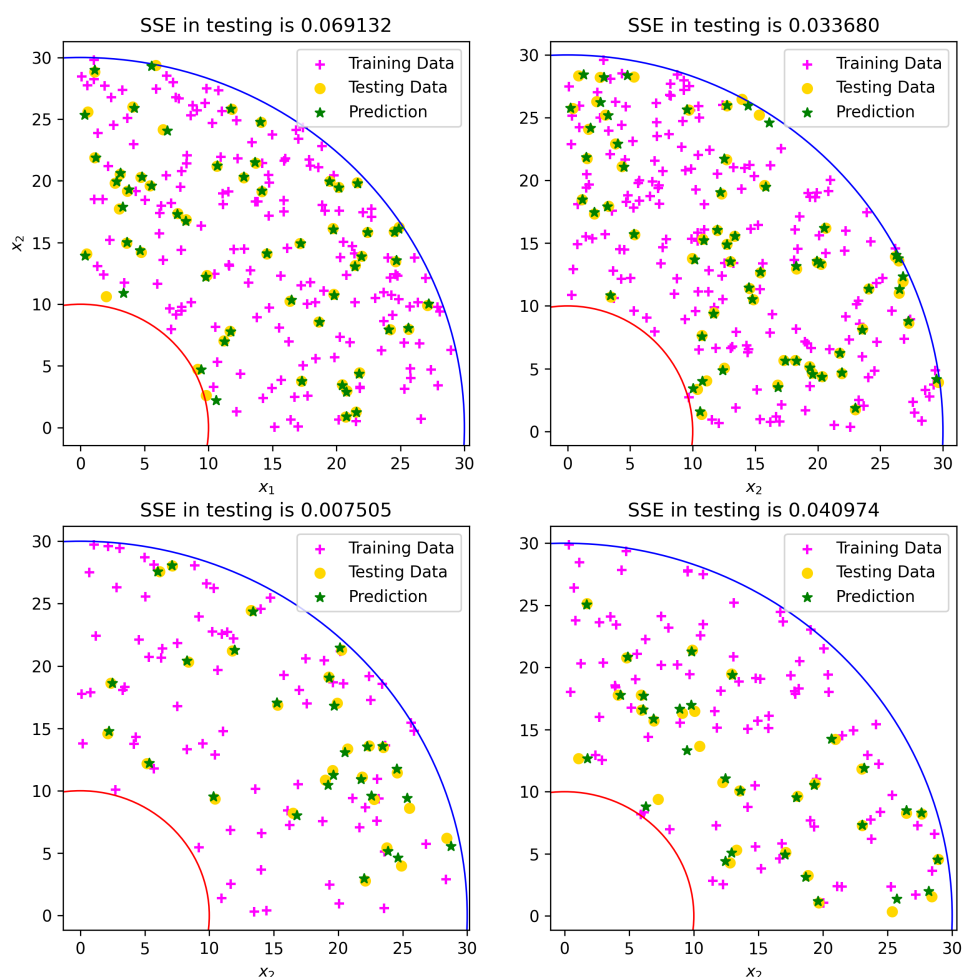 SSE in testing is 0.069132
30
25
20
15
10
5
0
x₂
0 5 10 15 20 25 30
x₁
Training Data
Testing Data
Prediction
SSE in testing is 0.033680
30
25
20
15
10
5
0
0 5 10 15 20 25 30
x₂
Training Data
Testing Data
Prediction
SSE in testing is 0.007505
30
25
20
15
10
5
0
0 5 10 15 20 25 30
x₂
Training Data
Testing Data
Prediction
SSE in testing is 0.040974
30
25
20
15
10
5
0
0 5 10 15 20 25 30
x₂
Training Data
Testing Data
Prediction